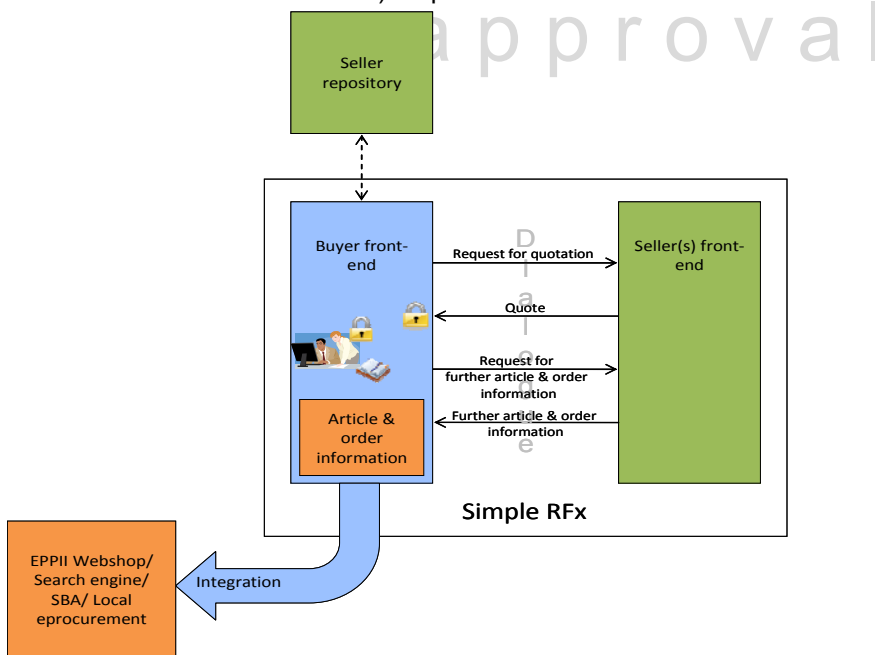 approval
Seller
repository
Buyer front-
end
Request for quotation
Seller(s) front-
end
Quote
Request for
further article & order
information
Further article & order
information
Dialogue
Article &
order
information
Simple RFx
EPPII Webshop/
Search engine/
SBA/ Local
eprocurement
Integration